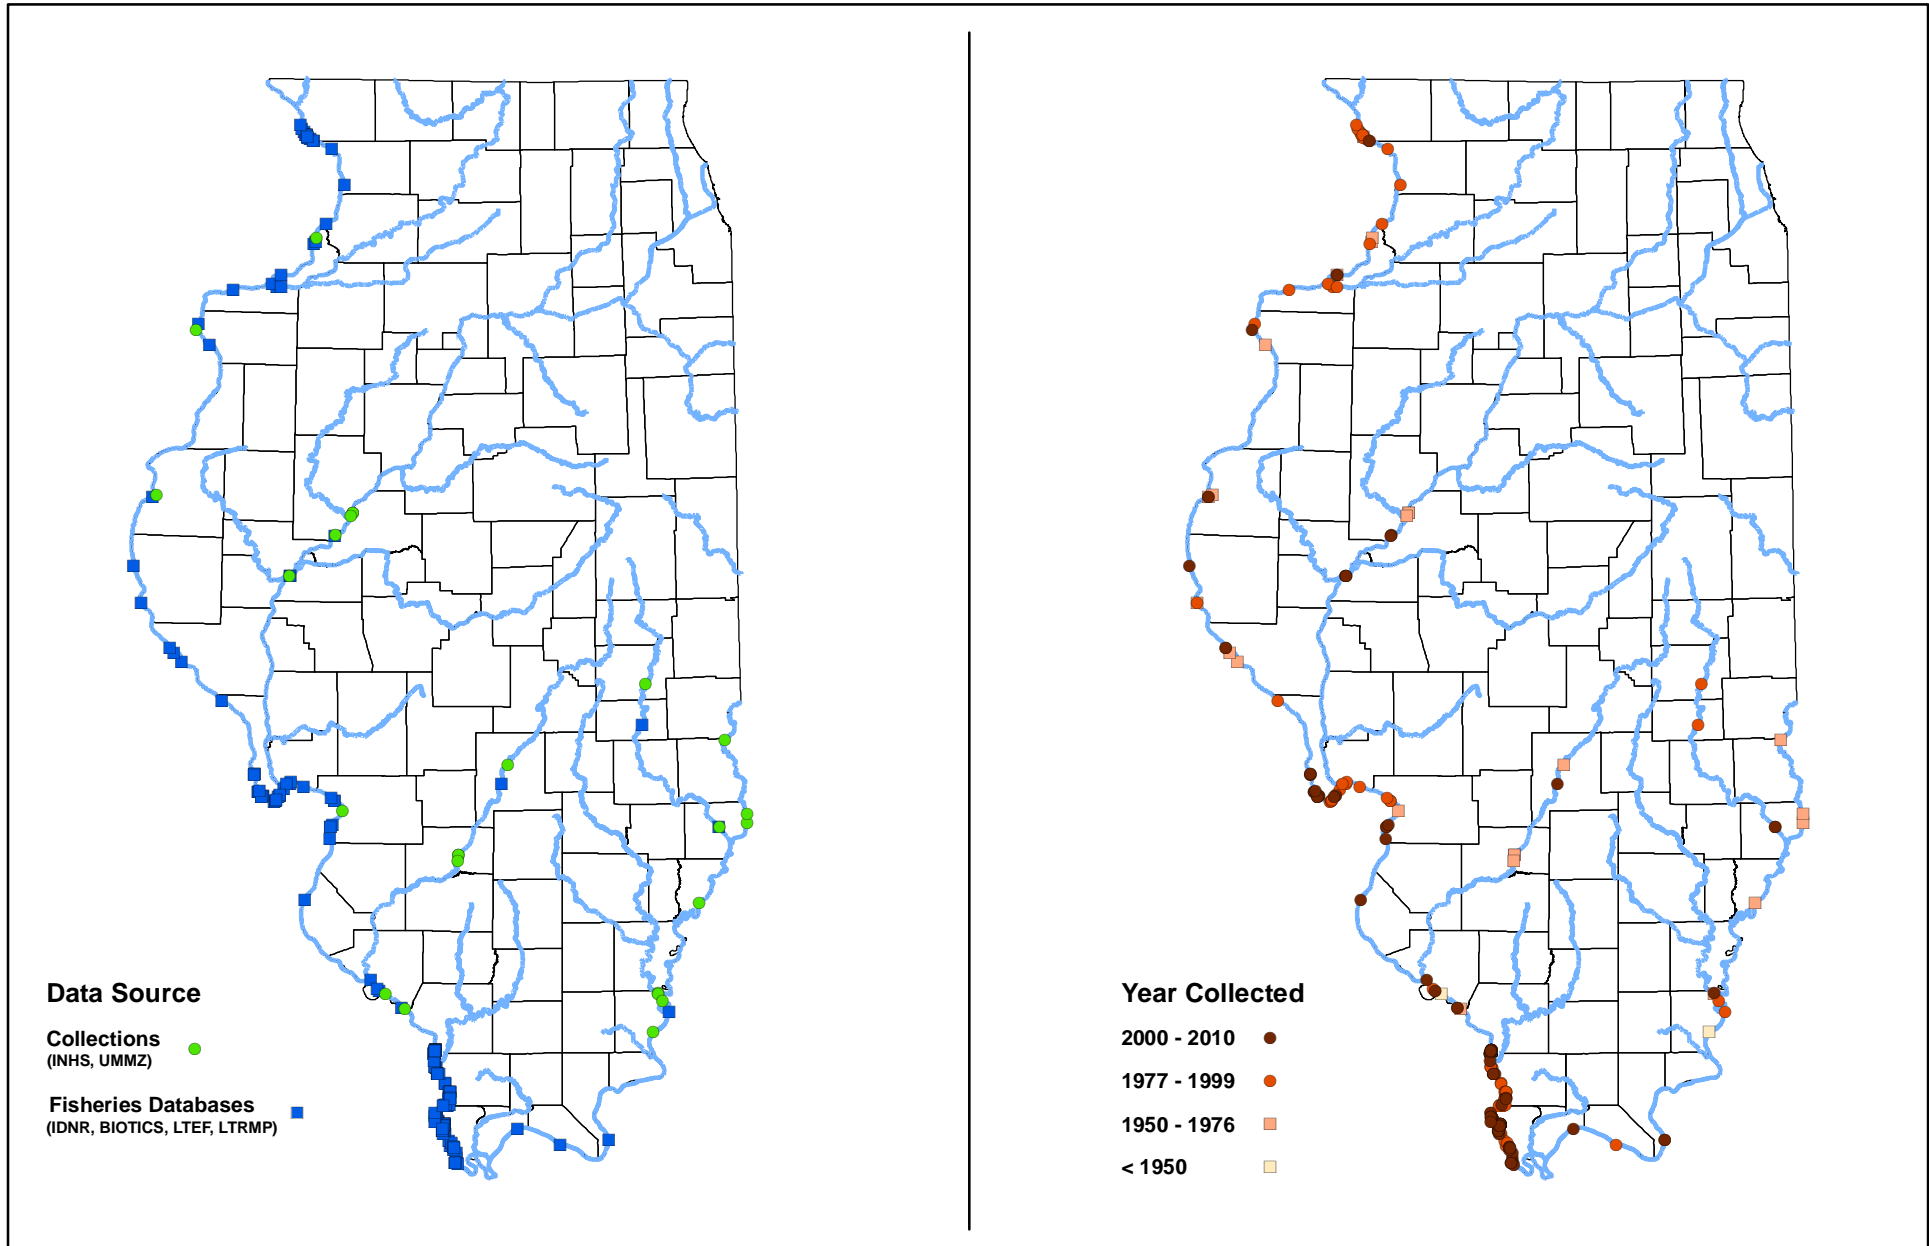 Data Source
Collections
(INHS, UMMZ)
Fisheries Databases
(IDNR, BIOTICS, LTEF, LTRMP)
Year Collected
2000 - 2010
1977 - 1999
1950 - 1976
< 1950